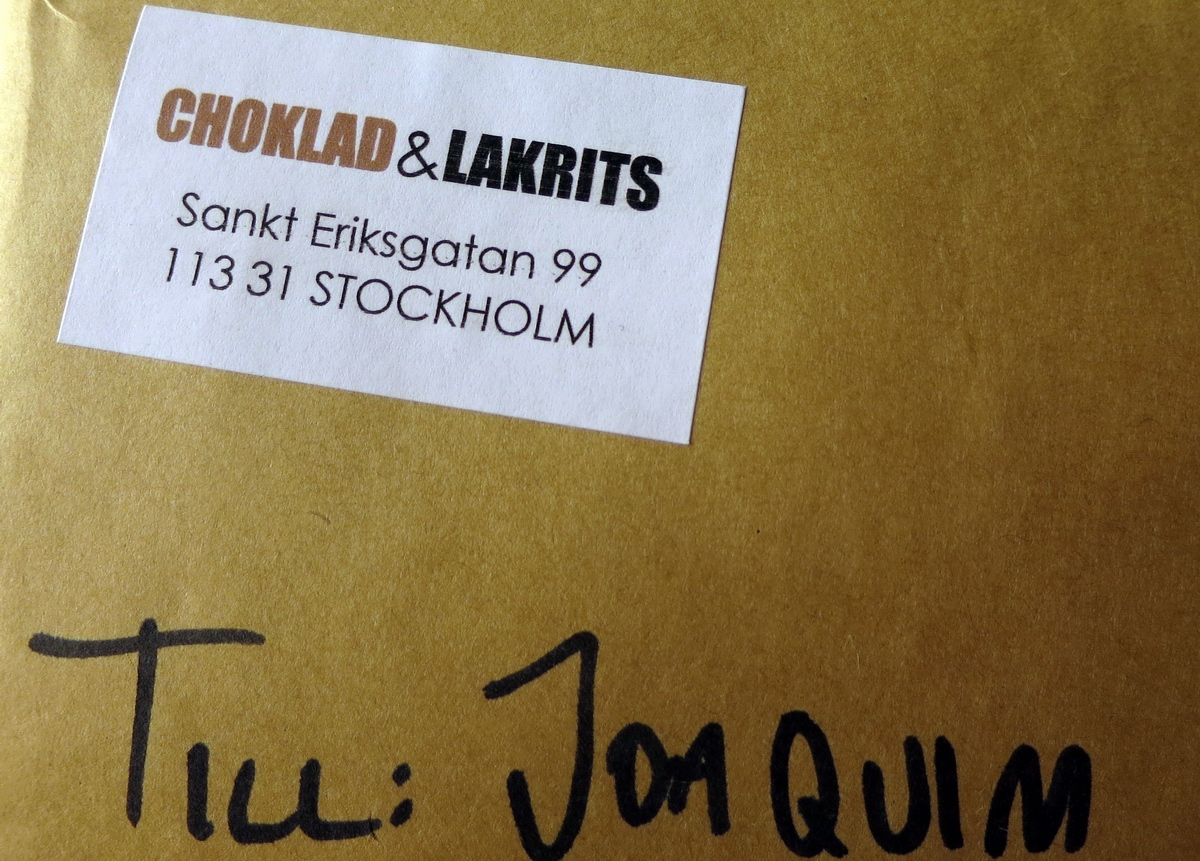 CHOKLAD & LAKRITS
Sankt Eriksgatan 99
113 31 STOCKHOLM
TILL: JOAQUIM